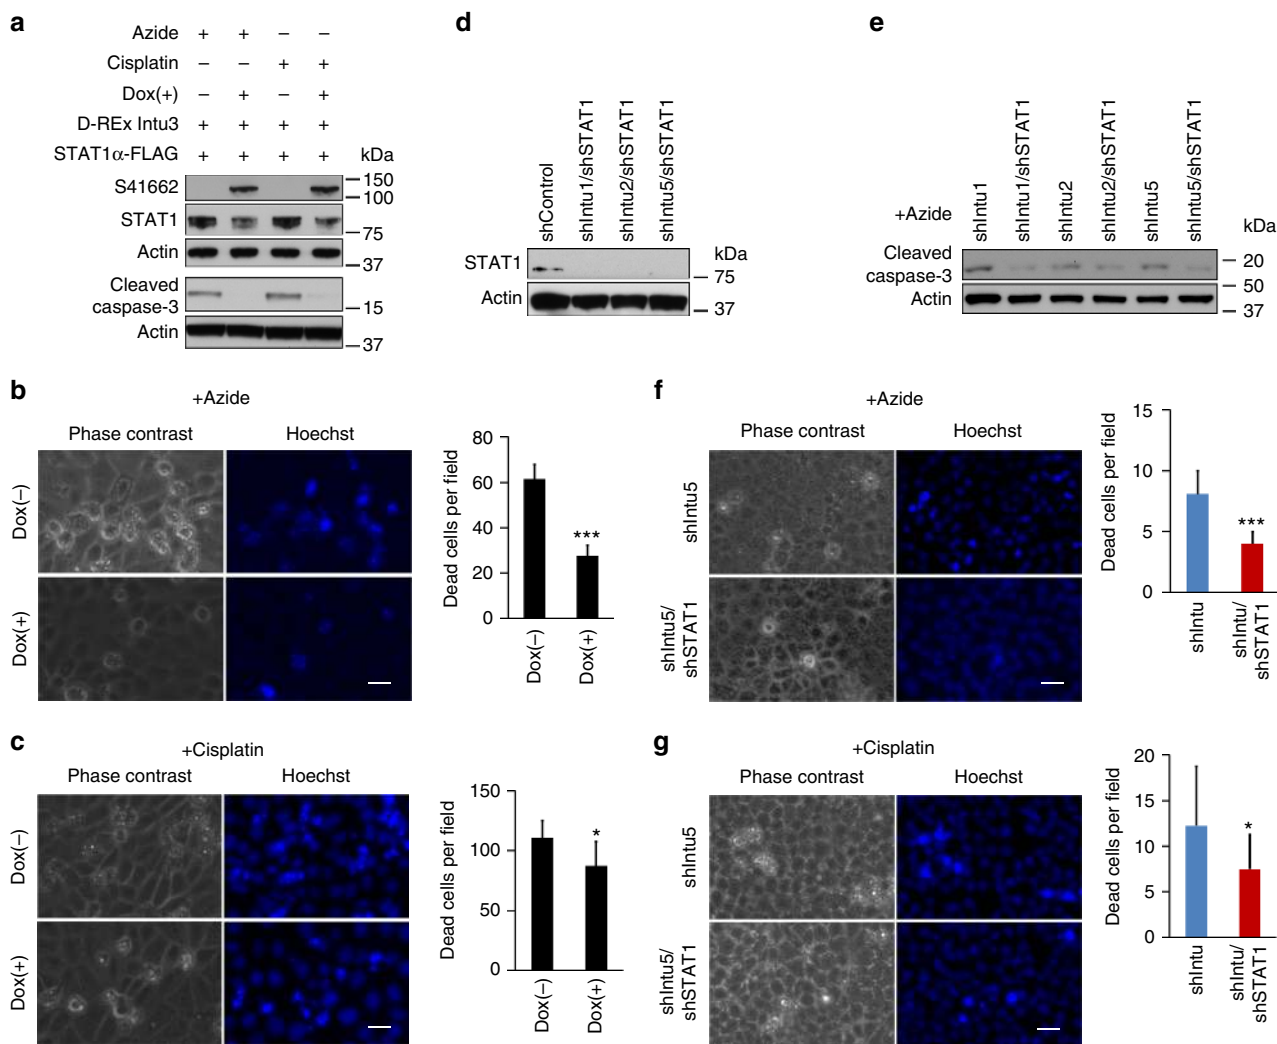 a
Azide + + – –
Cisplatin – – + +
Dox(+) – + – +
D-REx Intu3 + + + +
STAT1α-FLAG + + + + kDa
S41662 150
100
STAT1 75
Actin 37
Cleaved
caspase-3 15
Actin 37
d
shControl
shIntu1/shSTAT1
shIntu2/shSTAT1
shIntu5/shSTAT1
kDa
STAT1 75
Actin 37
e
+Azide
shIntu1
shIntu1/shSTAT1
shIntu2
shIntu2/shSTAT1
shIntu5
shIntu5/shSTAT1
kDa
Cleaved
caspase-3 20
50
Actin 37
b
+Azide
Phase contrast Hoechst
Dox(–)
Dox(+)
Dead cells per field
80
60
40
20
0
***
Dox(–)
Dox(+)
c
+Cisplatin
Phase contrast Hoechst
Dox(–)
Dox(+)
Dead cells per field
150
100
50
0
*
Dox(–)
Dox(+)
f
+Azide
Phase contrast Hoechst
shIntu5
shIntu5/
shSTAT1
Dead cells per field
15
10
5
0
***
shIntu
shIntu/
shSTAT1
g
+Cisplatin
Phase contrast Hoechst
shIntu5
shIntu5/
shSTAT1
Dead cells per field
20
15
10
5
0
*
shIntu
shIntu/
shSTAT1